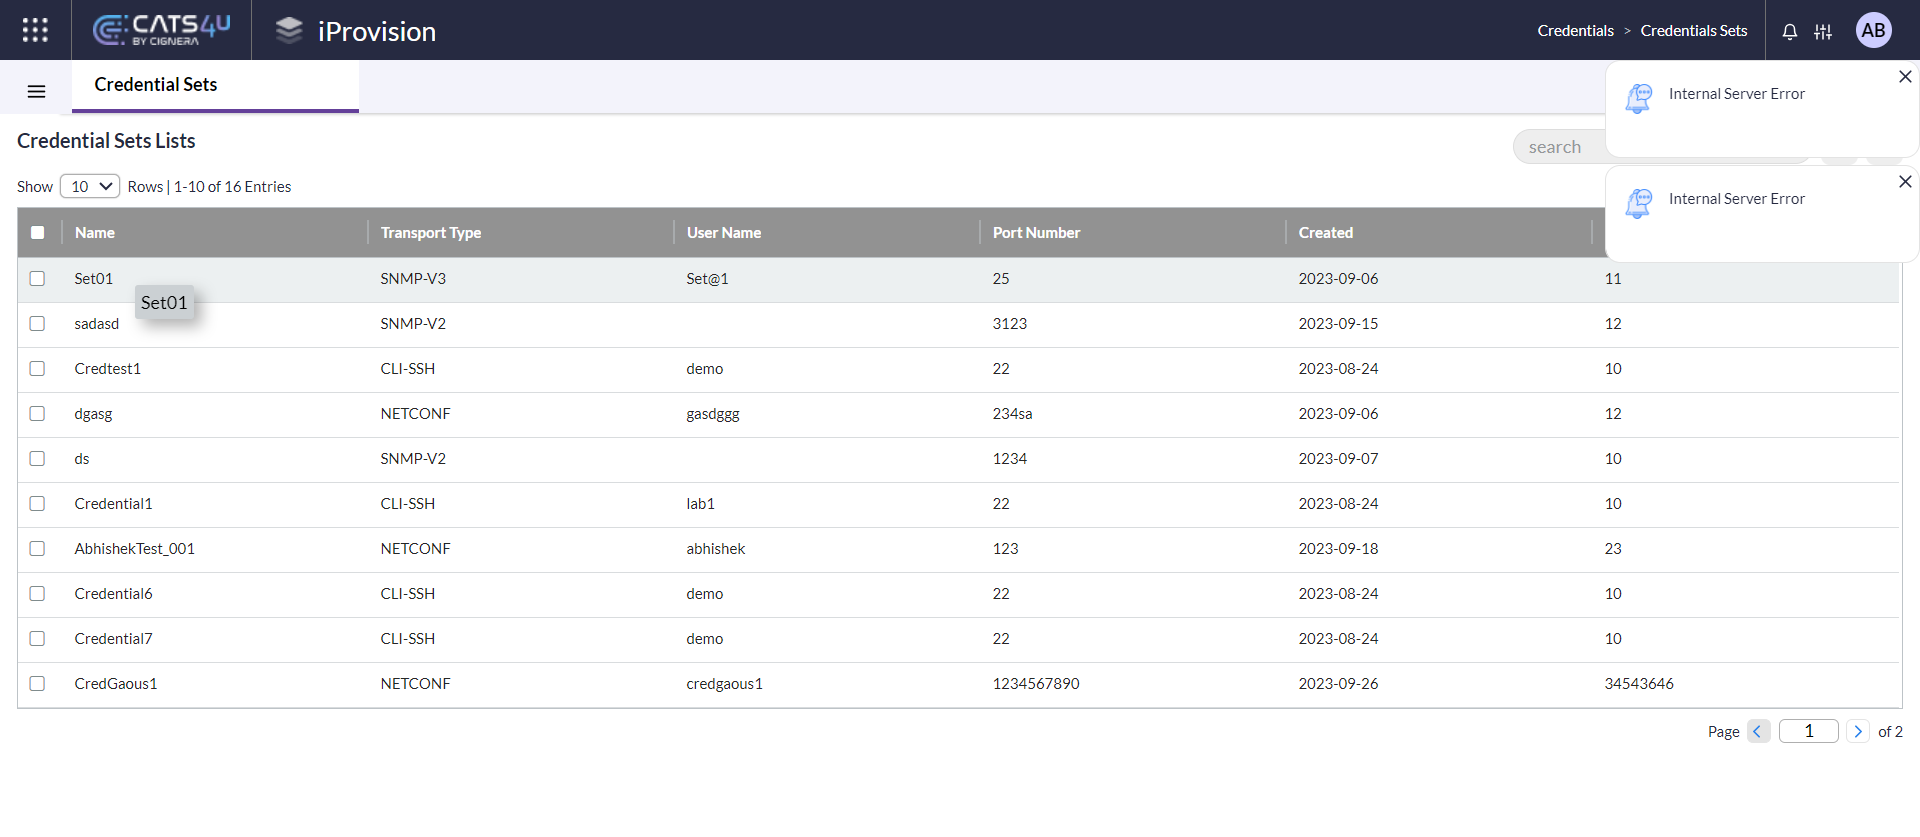 CATS4U
BY CIGNERA
iProvision
Credentials > Credentials Sets
AB
Credential Sets
Internal Server Error
Credential Sets Lists
search
Show 10 Rows | 1-10 of 16 Entries
Internal Server Error
Name Transport Type User Name Port Number Created
Set01 SNMP-V3 Set@1 25 2023-09-06 11
Set01
sadasd SNMP-V2 3123 2023-09-15 12
Credtest1 CLI-SSH demo 22 2023-08-24 10
dgasg NETCONF gasdggg 234sa 2023-09-06 12
ds SNMP-V2 1234 2023-09-07 10
Credential1 CLI-SSH lab1 22 2023-08-24 10
AbhishekTest_001 NETCONF abhishek 123 2023-09-18 23
Credential6 CLI-SSH demo 22 2023-08-24 10
Credential7 CLI-SSH demo 22 2023-08-24 10
CredGaous1 NETCONF credgaous1 1234567890 2023-09-26 34543646
Page 1 of 2